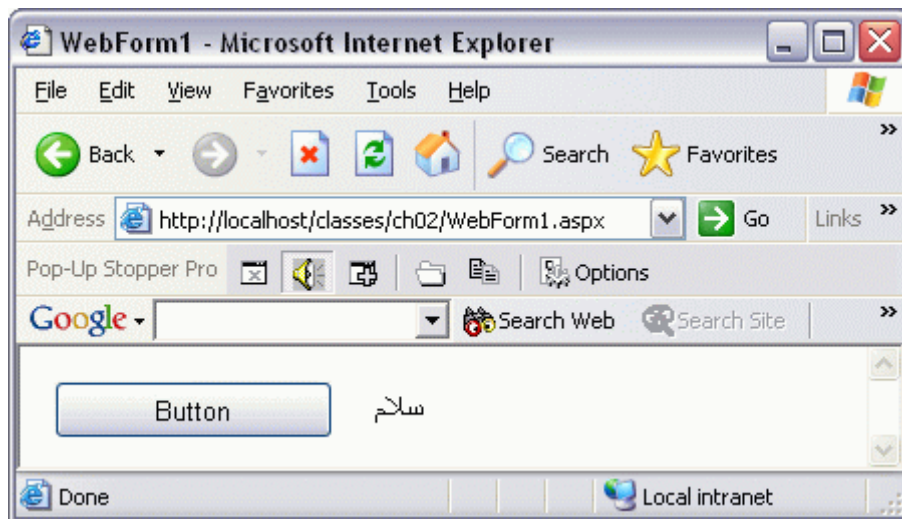 WebForm1 - Microsoft Internet Explorer
File Edit View Favorites Tools Help
Back Search Favorites »
Address http://localhost/classes/ch02/WebForm1.aspx Go Links »
Pop-Up Stopper Pro Options
Google Search Web Search Site »
Button سلام
Done Local intranet